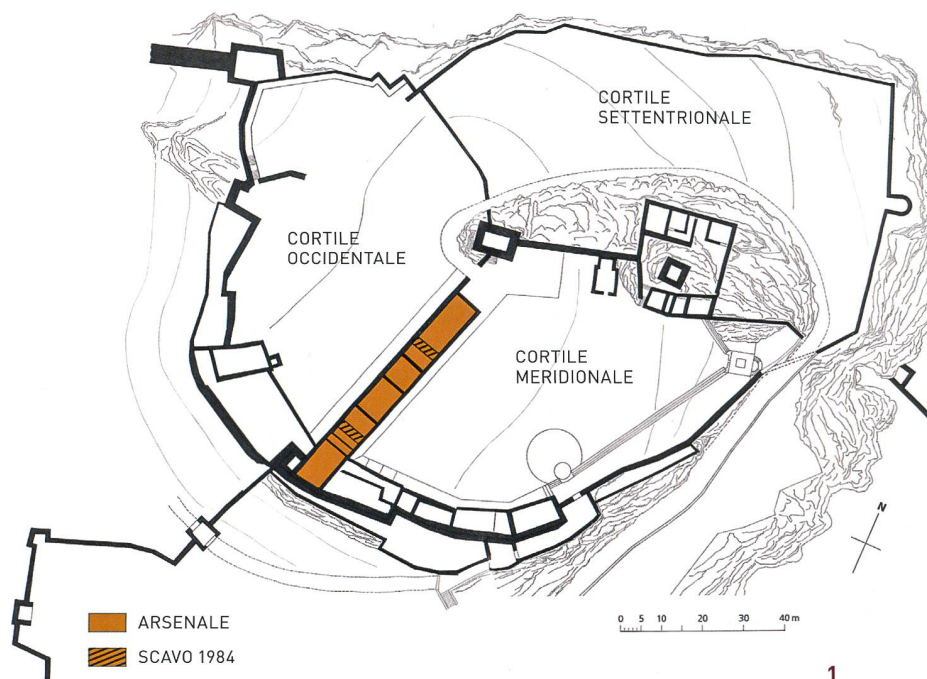 CORTILE
SETTENTRIONALE
CORTILE
OCCIDENTALE
CORTILE
MERIDIONALE
N
0 5 10 20 30 40 m
ARSENALE
SCAVO 1984
1